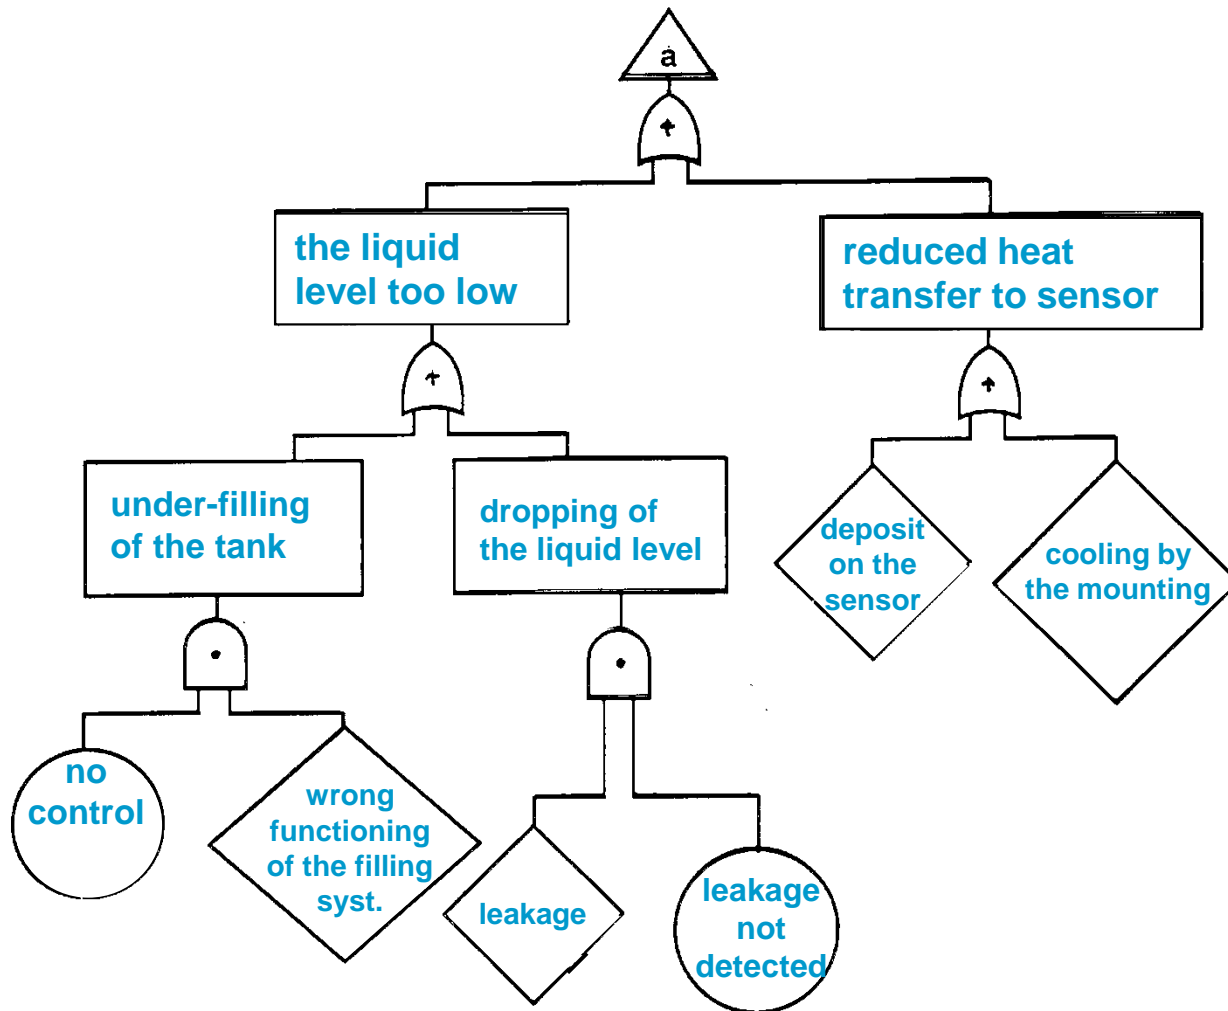 a
+
the liquid
level too low
reduced heat
transfer to sensor
+
+
under-filling
of the tank
dropping of
the liquid level
deposit
on the
sensor
cooling by
the mounting
•
•
no
control
wrong
functioning
of the filling
syst.
leakage
leakage
not
detected